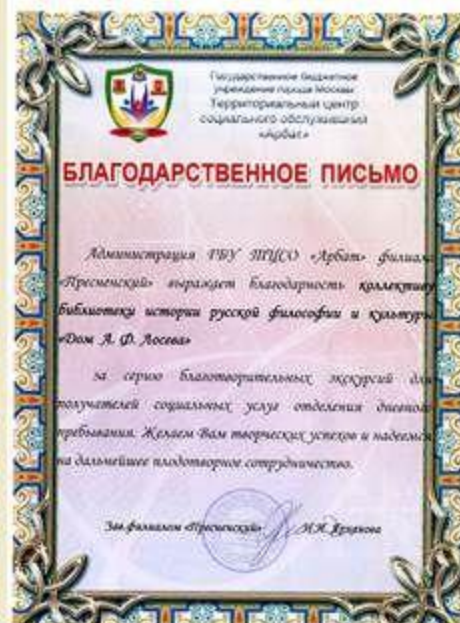 Государственное бюджетное
учреждение города Москвы
Территориальный центр
социального обслуживания
«Арбат»
БЛАГОДАРСТВЕННОЕ ПИСЬМО
Администрация ГБУ ТЦСО «Арбат» филиала
«Пресненский» выражает благодарность коллективу
библиотеки истории русской философии и культуры
«Дом А. Ф. Лосева»
за серию благотворительных экскурсий для
получателей социальных услуг отделения дневного
пребывания. Желаем Вам творческих успехов и надеемся
на дальнейшее плодотворное сотрудничество.
Зав.филиалом «Пресненский» И.Н.